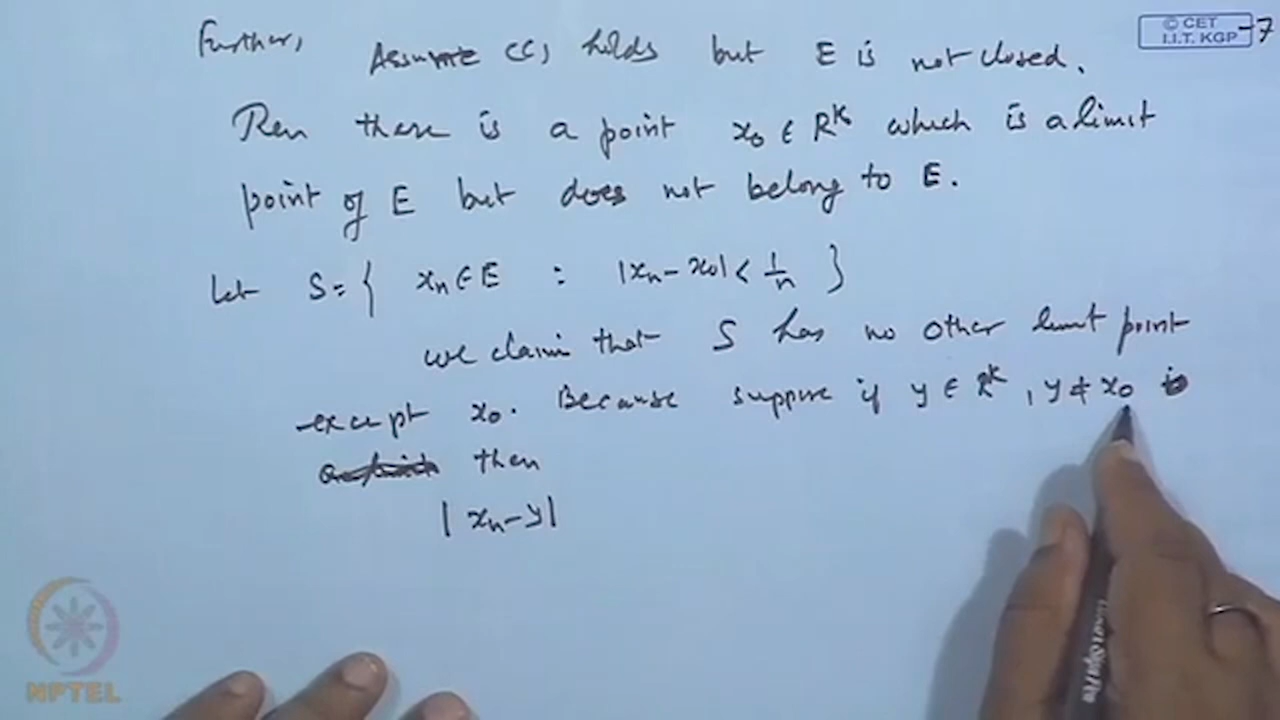 © CET
I.I.T. KGP
-7
Further, Assume (C) holds but E is not closed.
Then there is a point x₀ ∈ Rᵏ which is a limit
point of E but does not belong to E.
Let S = { xₙ ∈ E : |xₙ - x₀| < 1/n }
we claim that S has no other limit point
except x₀. Because suppose if y ∈ Rᵏ, y ≠ x₀ is
then
| xₙ - y |
NPTEL